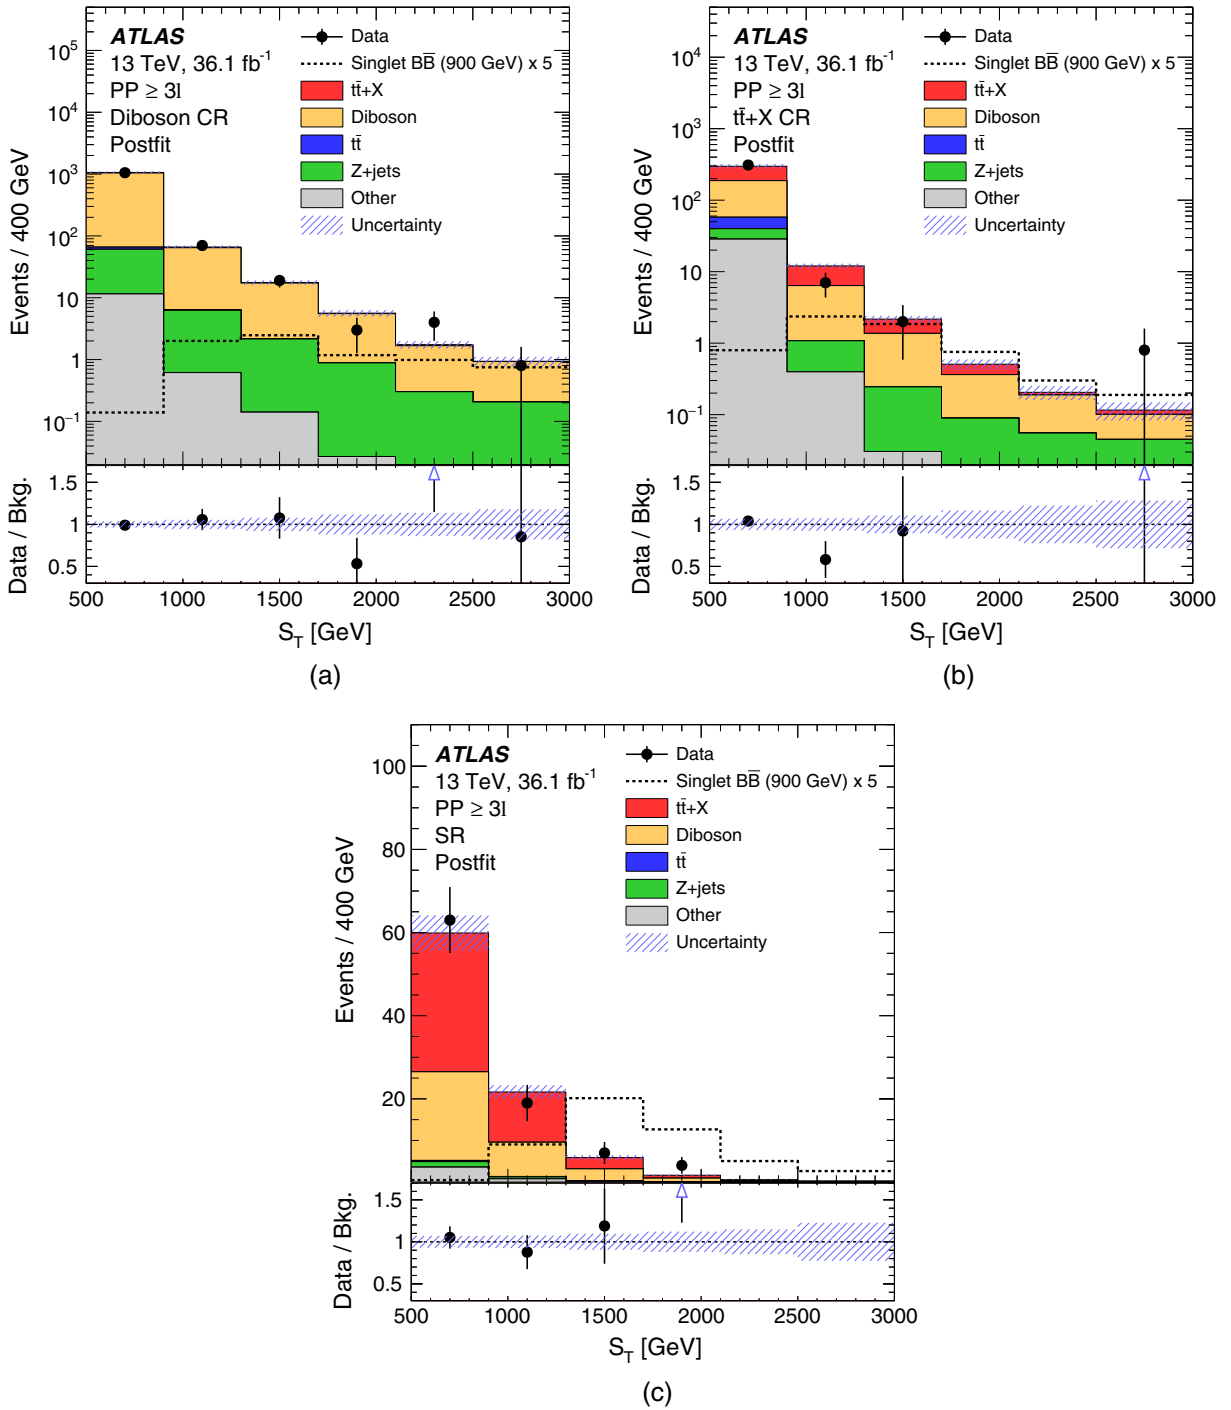 ATLAS
13 TeV, 36.1 fb⁻¹
PP ≥ 3l
Diboson CR
Postfit
Data
Singlet BB̅ (900 GeV) x 5
tt̄+X
Diboson
tt̄
Z+jets
Other
Uncertainty
Events / 400 GeV
10⁵
10⁴
10³
10²
10
1
10⁻¹
Data / Bkg.
1.5
1
0.5
500 1000 1500 2000 2500 3000
S_T [GeV]
(a)
ATLAS
13 TeV, 36.1 fb⁻¹
PP ≥ 3l
tt̄+X CR
Postfit
Data
Singlet BB̅ (900 GeV) x 5
tt̄+X
Diboson
tt̄
Z+jets
Other
Uncertainty
Events / 400 GeV
10⁴
10³
10²
10
1
10⁻¹
Data / Bkg.
1.5
1
0.5
500 1000 1500 2000 2500 3000
S_T [GeV]
(b)
ATLAS
13 TeV, 36.1 fb⁻¹
PP ≥ 3l
SR
Postfit
Data
Singlet BB̅ (900 GeV) x 5
tt̄+X
Diboson
tt̄
Z+jets
Other
Uncertainty
Events / 400 GeV
100
80
60
40
20
Data / Bkg.
1.5
1
0.5
500 1000 1500 2000 2500 3000
S_T [GeV]
(c)